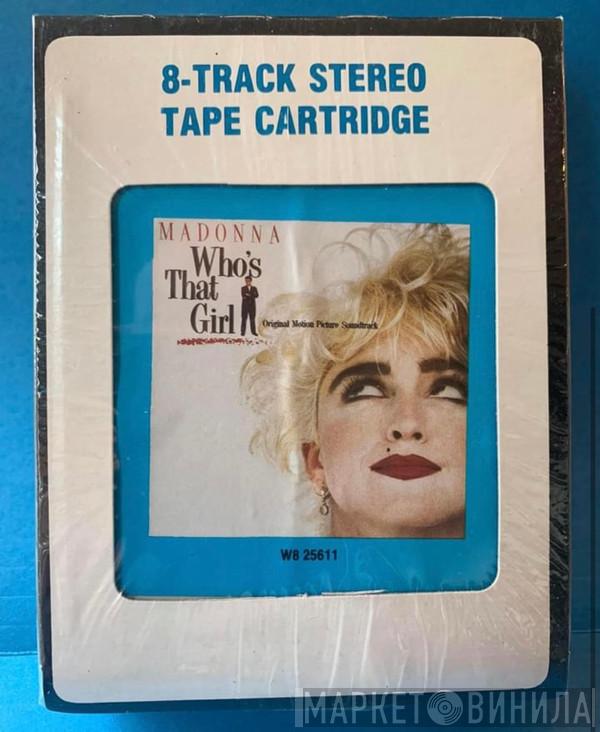 8-TRACK STEREO
TAPE CARTRIDGE
MADONNA
Who's
That
Girl
Original Motion Picture Soundtrack
W8 25611
МАРКЕТ ВИНИЛА